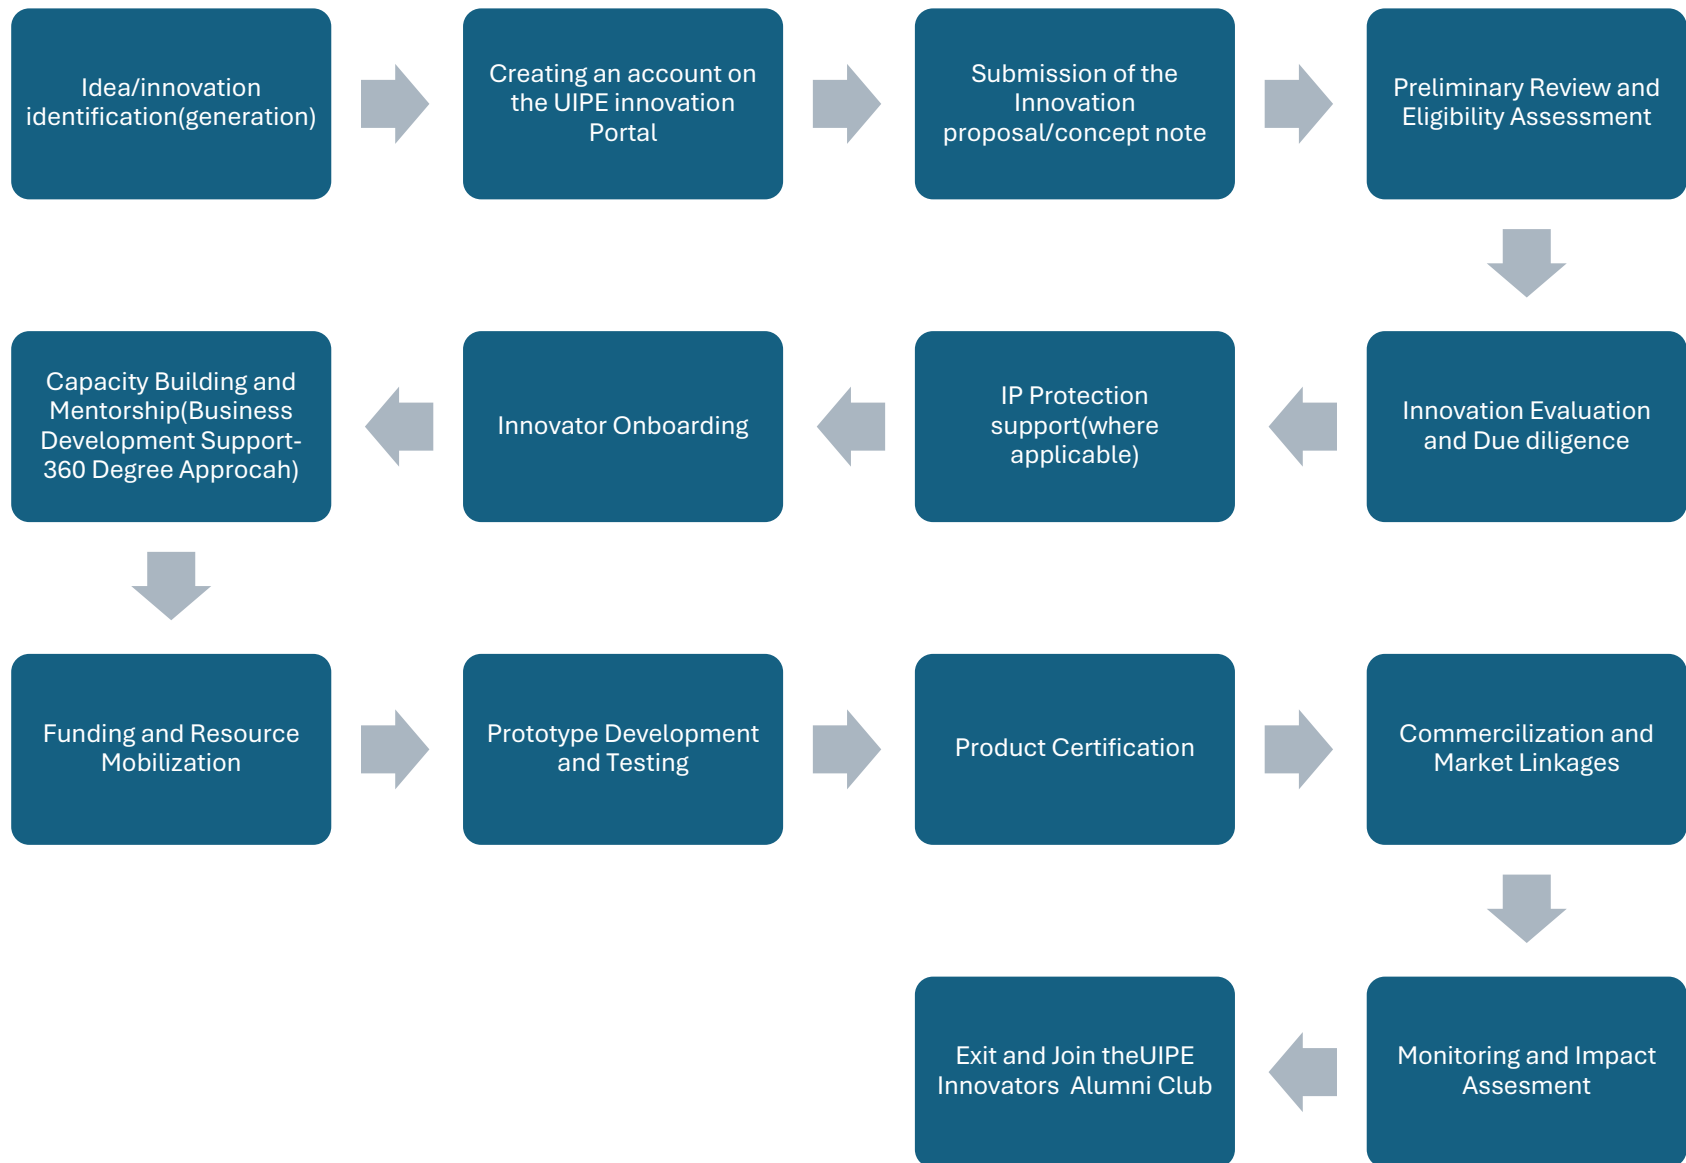 Idea/innovation
identification(generation)
Creating an account on
the UIPE innovation
Portal
Submission of the
Innovation
proposal/concept note
Preliminary Review and
Eligibility Assessment
Innovation Evaluation
and Due diligence
IP Protection
support(where
applicable)
Innovator Onboarding
Capacity Building and
Mentorship(Business
Development Support-
360 Degree Approcah)
Funding and Resource
Mobilization
Prototype Development
and Testing
Product Certification
Commercilization and
Market Linkages
Monitoring and Impact
Assesment
Exit and Join theUIPE
Innovators  Alumni Club